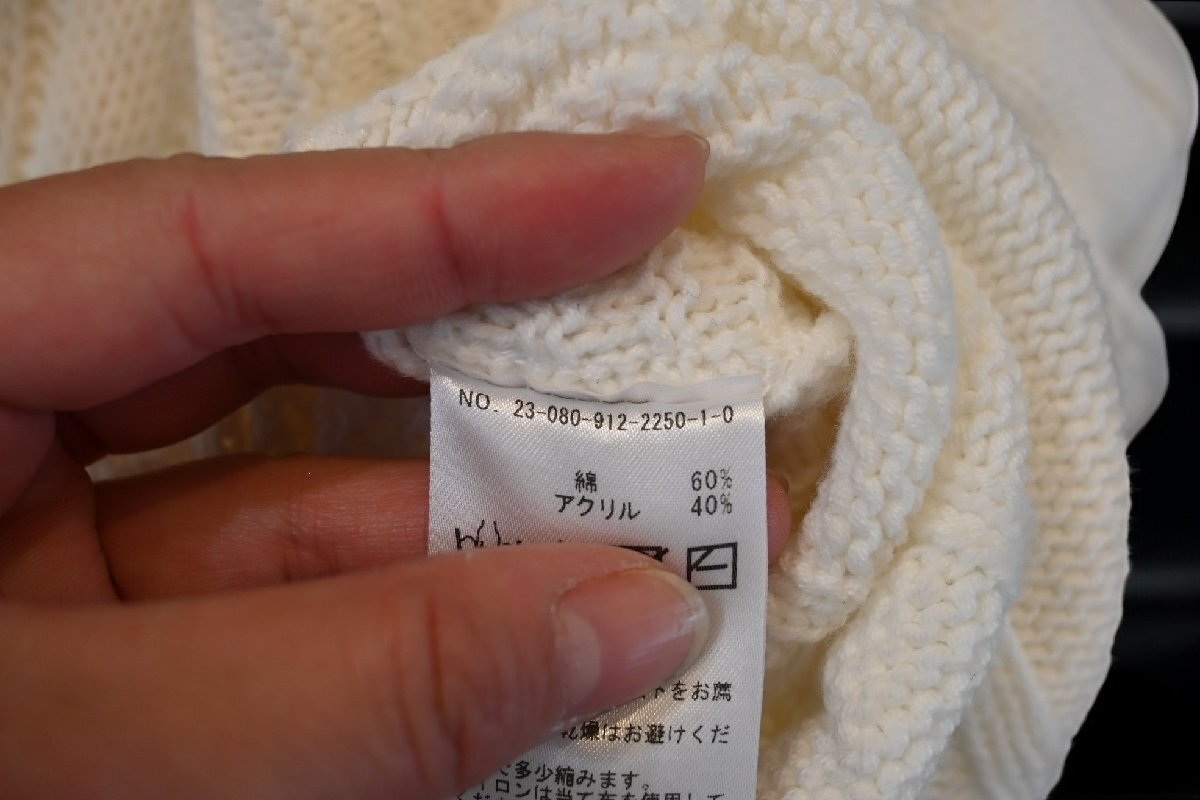 NO. 23-080-912-2250-1-0
綿 60%
アクリル 40%
をお薦
燥はお避けくだ
多少縮みます。
ロンは当て布を使用して